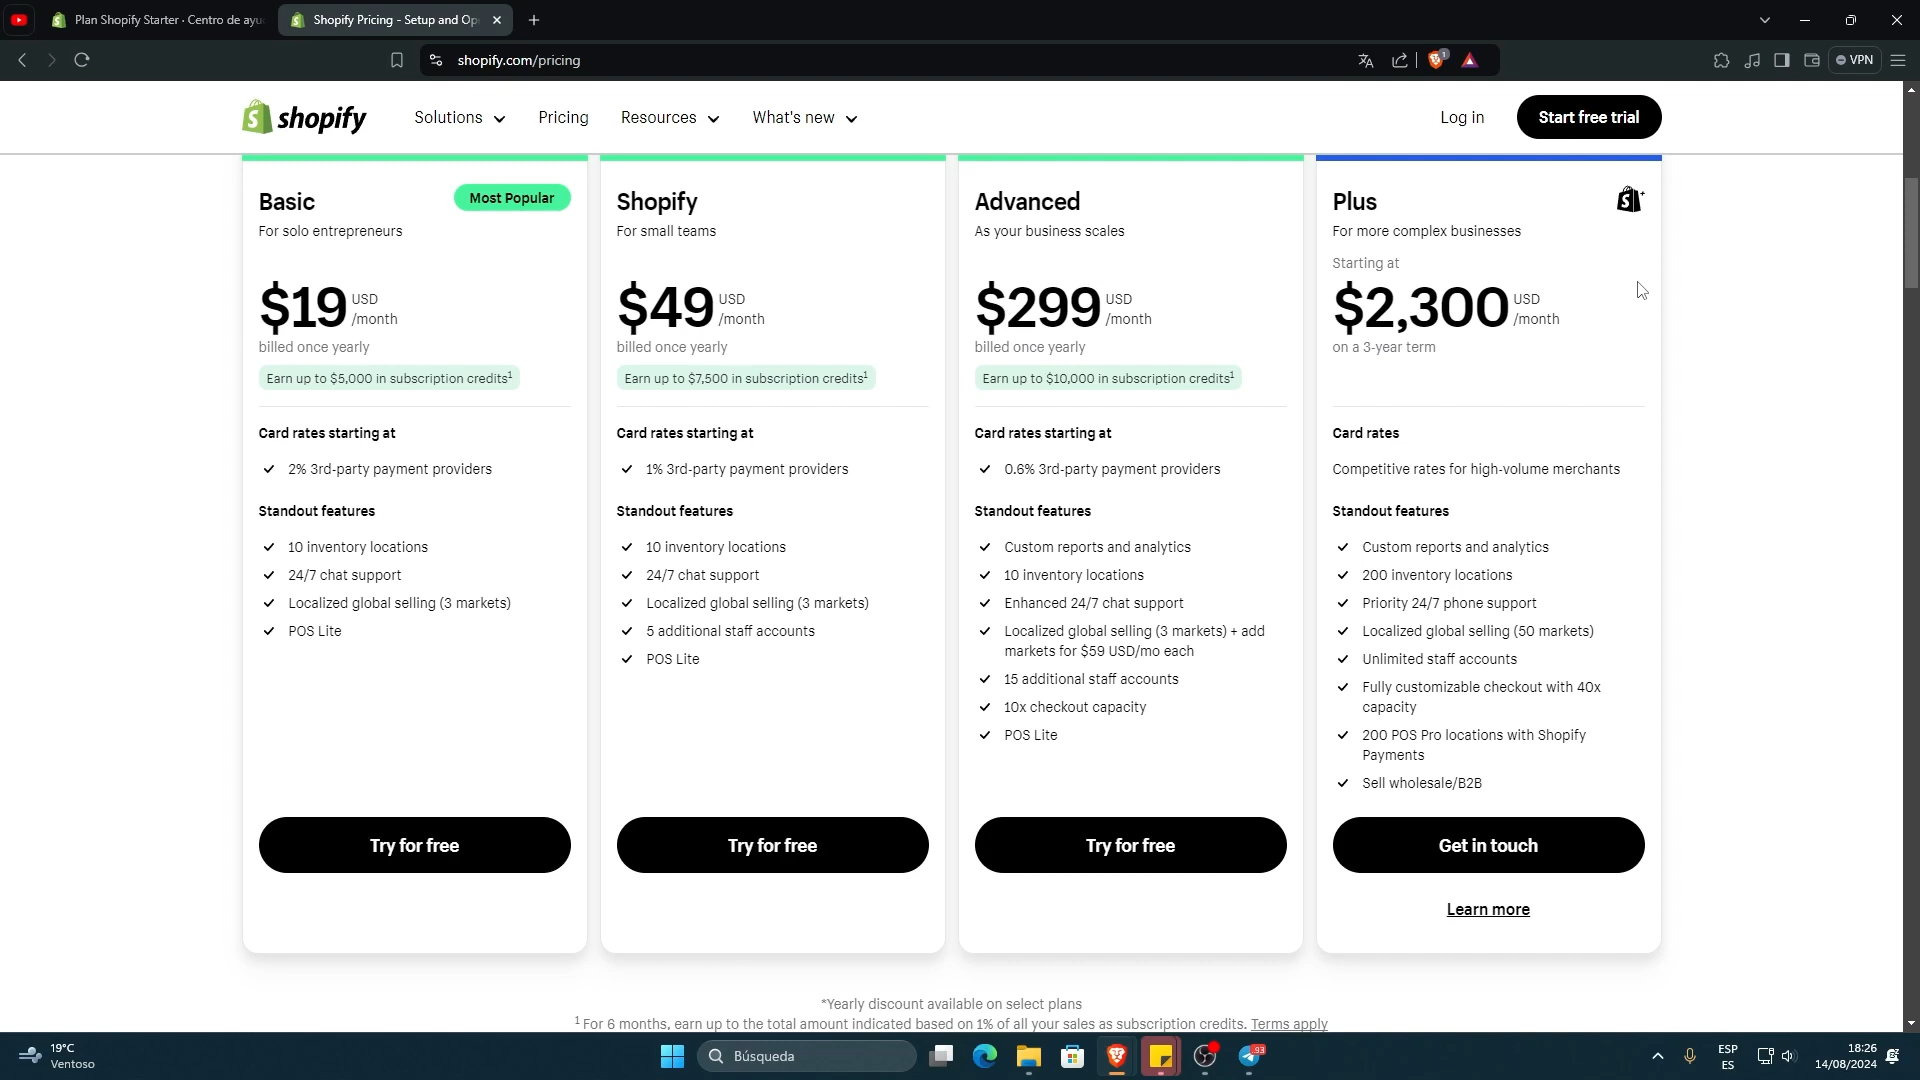 Plan Shopify Starter · Centro de ayu
Shopify Pricing - Setup and Op
shopify.com/pricing
1
VPN
shopify
Solutions
Pricing
Resources
What's new
Log in
Start free trial
Basic
Most Popular
For solo entrepreneurs
$19 USD
/month
billed once yearly
Earn up to $5,000 in subscription credits¹
Card rates starting at
2% 3rd-party payment providers
Standout features
10 inventory locations
24/7 chat support
Localized global selling (3 markets)
POS Lite
Try for free
Shopify
For small teams
$49 USD
/month
billed once yearly
Earn up to $7,500 in subscription credits¹
Card rates starting at
1% 3rd-party payment providers
Standout features
10 inventory locations
24/7 chat support
Localized global selling (3 markets)
5 additional staff accounts
POS Lite
Try for free
Advanced
As your business scales
$299 USD
/month
billed once yearly
Earn up to $10,000 in subscription credits¹
Card rates starting at
0.6% 3rd-party payment providers
Standout features
Custom reports and analytics
10 inventory locations
Enhanced 24/7 chat support
Localized global selling (3 markets) + add
markets for $59 USD/mo each
15 additional staff accounts
10x checkout capacity
POS Lite
Try for free
Plus
For more complex businesses
Starting at
$2,300 USD
/month
on a 3-year term
Card rates
Competitive rates for high-volume merchants
Standout features
Custom reports and analytics
200 inventory locations
Priority 24/7 phone support
Localized global selling (50 markets)
Unlimited staff accounts
Fully customizable checkout with 40x
capacity
200 POS Pro locations with Shopify
Payments
Sell wholesale/B2B
Get in touch
Learn more
*Yearly discount available on select plans
¹ For 6 months, earn up to the total amount indicated based on 1% of all your sales as subscription credits. Terms apply
19°C
Ventoso
Búsqueda
93
ESP
ES
18:26
14/08/2024